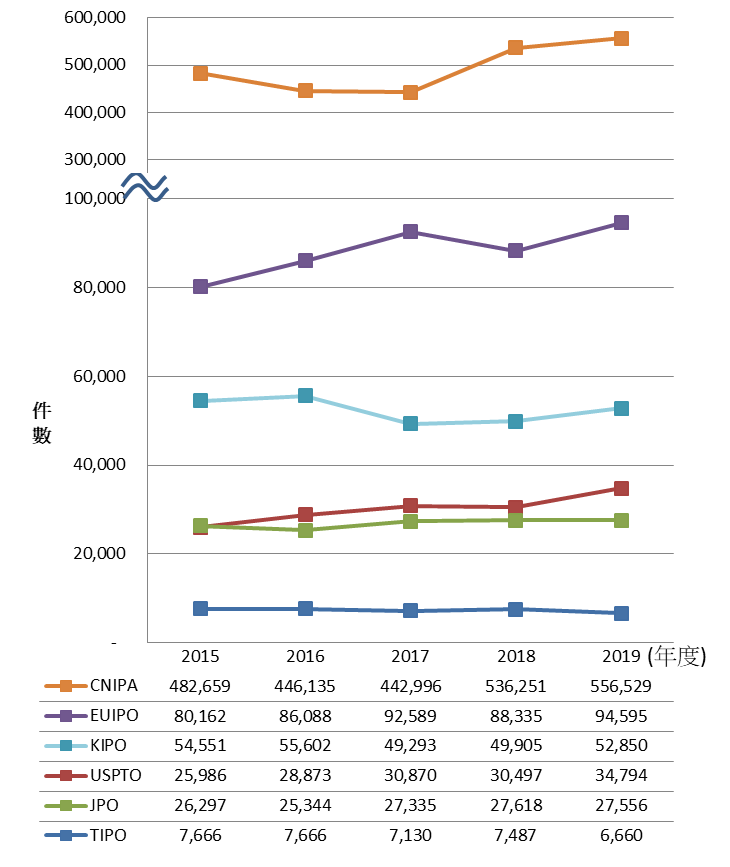 600,000
500,000
400,000
300,000
100,000
80,000
60,000
40,000
20,000
-
件
數
2015 2016 2017 2018 2019 (年度)
CNIPA 482,659 446,135 442,996 536,251 556,529
EUIPO 80,162 86,088 92,589 88,335 94,595
KIPO 54,551 55,602 49,293 49,905 52,850
USPTO 25,986 28,873 30,870 30,497 34,794
JPO 26,297 25,344 27,335 27,618 27,556
TIPO 7,666 7,666 7,130 7,487 6,660